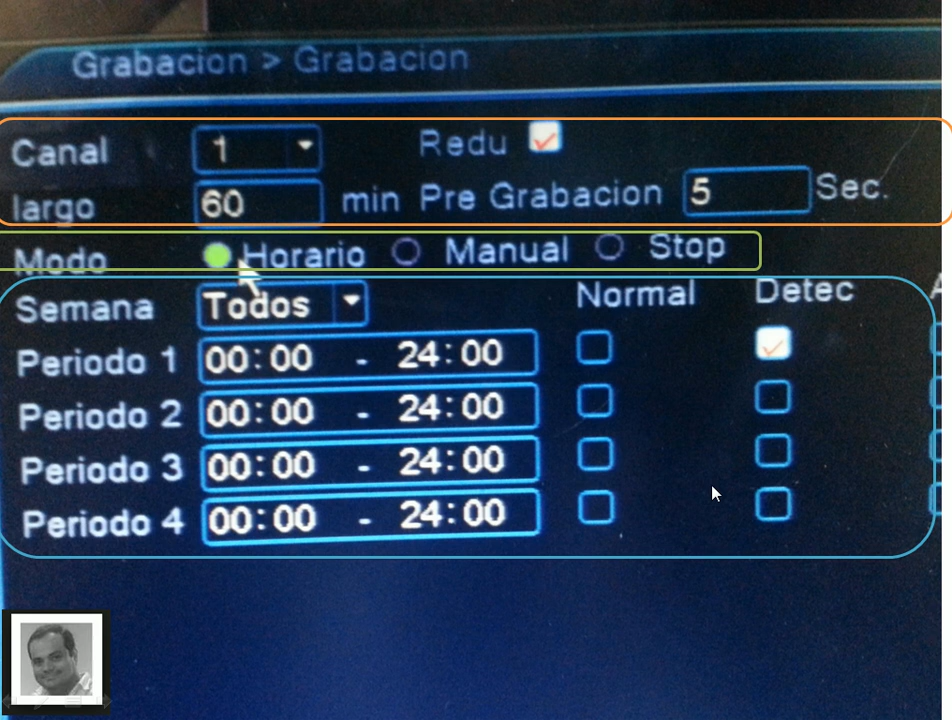 Grabacion > Grabacion
Canal 1 Redu
largo 60 min Pre Grabacion 5 Sec.
Modo Horario Manual Stop
Semana Todos Normal Detec
Periodo 1 00:00 - 24:00
Periodo 2 00:00 - 24:00
Periodo 3 00:00 - 24:00
Periodo 4 00:00 - 24:00